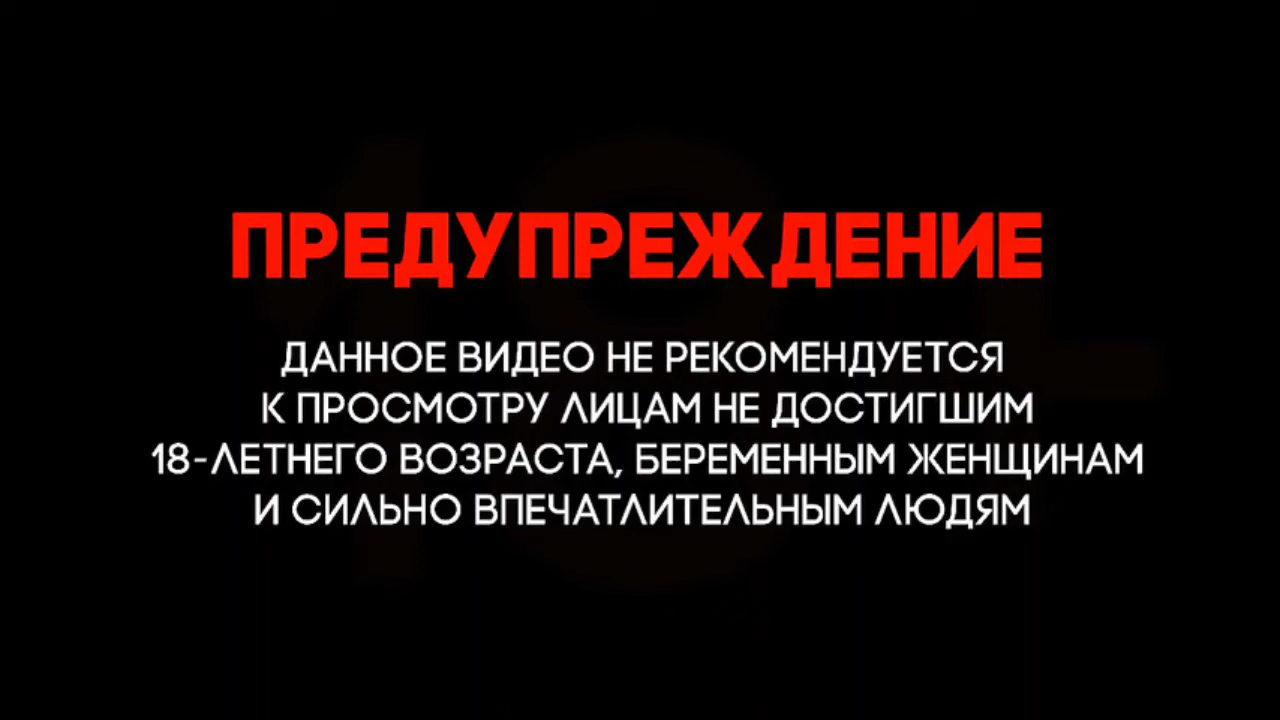 ПРЕДУПРЕЖДЕНИЕ
ДАННОЕ ВИДЕО НЕ РЕКОМЕНДУЕТСЯ
К ПРОСМОТРУ ЛИЦАМ НЕ ДОСТИГШИМ
18-ЛЕТНЕГО ВОЗРАСТА, БЕРЕМЕННЫМ ЖЕНЩИНАМ
И СИЛЬНО ВПЕЧАТЛИТЕЛЬНЫМ ЛЮДЯМ